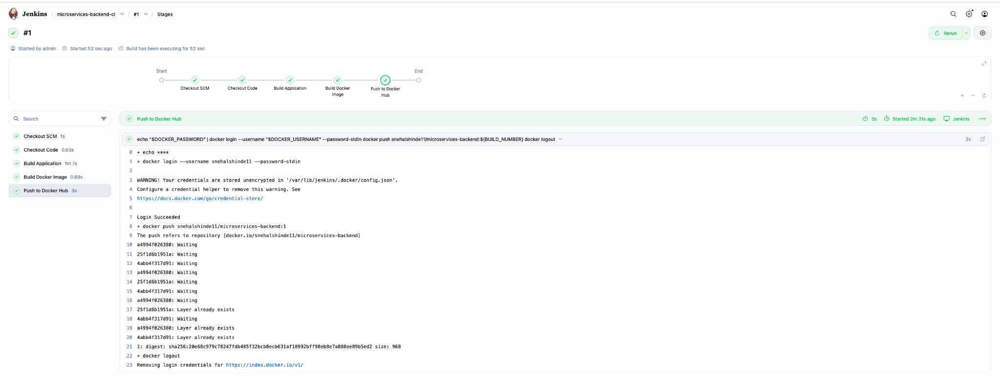 Jenkins / microservices-backend-ci / #1 / Stages
#1
Rerun
Started by admin Started 52 sec ago Build has been executing for 52 sec
Start End
Checkout SCM Checkout Code Build Application Build Docker Image Push to Docker Hub
Search
Checkout SCM 1s
Checkout Code 0.63s
Build Application 1m 7s
Build Docker Image 0.89s
Push to Docker Hub 3s
Push to Docker Hub 3s Started 2m 31s ago Jenkins
echo "$DOCKER_PASSWORD" | docker login --username "$DOCKER_USERNAME" --password-stdin docker push snehalshinde11/microservices-backend:${BUILD_NUMBER} docker logout 2s
0 + echo ****
1 + docker login --username snehalshinde11 --password-stdin
2
3 WARNING! Your credentials are stored unencrypted in '/var/lib/jenkins/.docker/config.json'.
4 Configure a credential helper to remove this warning. See
5 https://docs.docker.com/go/credential-store/
6
7 Login Succeeded
8 + docker push snehalshinde11/microservices-backend:1
9 The push refers to repository [docker.io/snehalshinde11/microservices-backend]
10 a4994f026380: Waiting
11 25f1d6b1951a: Waiting
12 4abb4f317d91: Waiting
13 a4994f026380: Waiting
14 25f1d6b1951a: Waiting
15 4abb4f317d91: Waiting
16 a4994f026380: Waiting
17 25f1d6b1951a: Layer already exists
18 4abb4f317d91: Waiting
19 a4994f026380: Layer already exists
20 4abb4f317d91: Layer already exists
21 1: digest: sha256:20e68c979c78247fdb485f32bcb0ecb631af18992bff98eb8e7a088ee89b5ed2 size: 968
22 + docker logout
23 Removing login credentials for https://index.docker.io/v1/